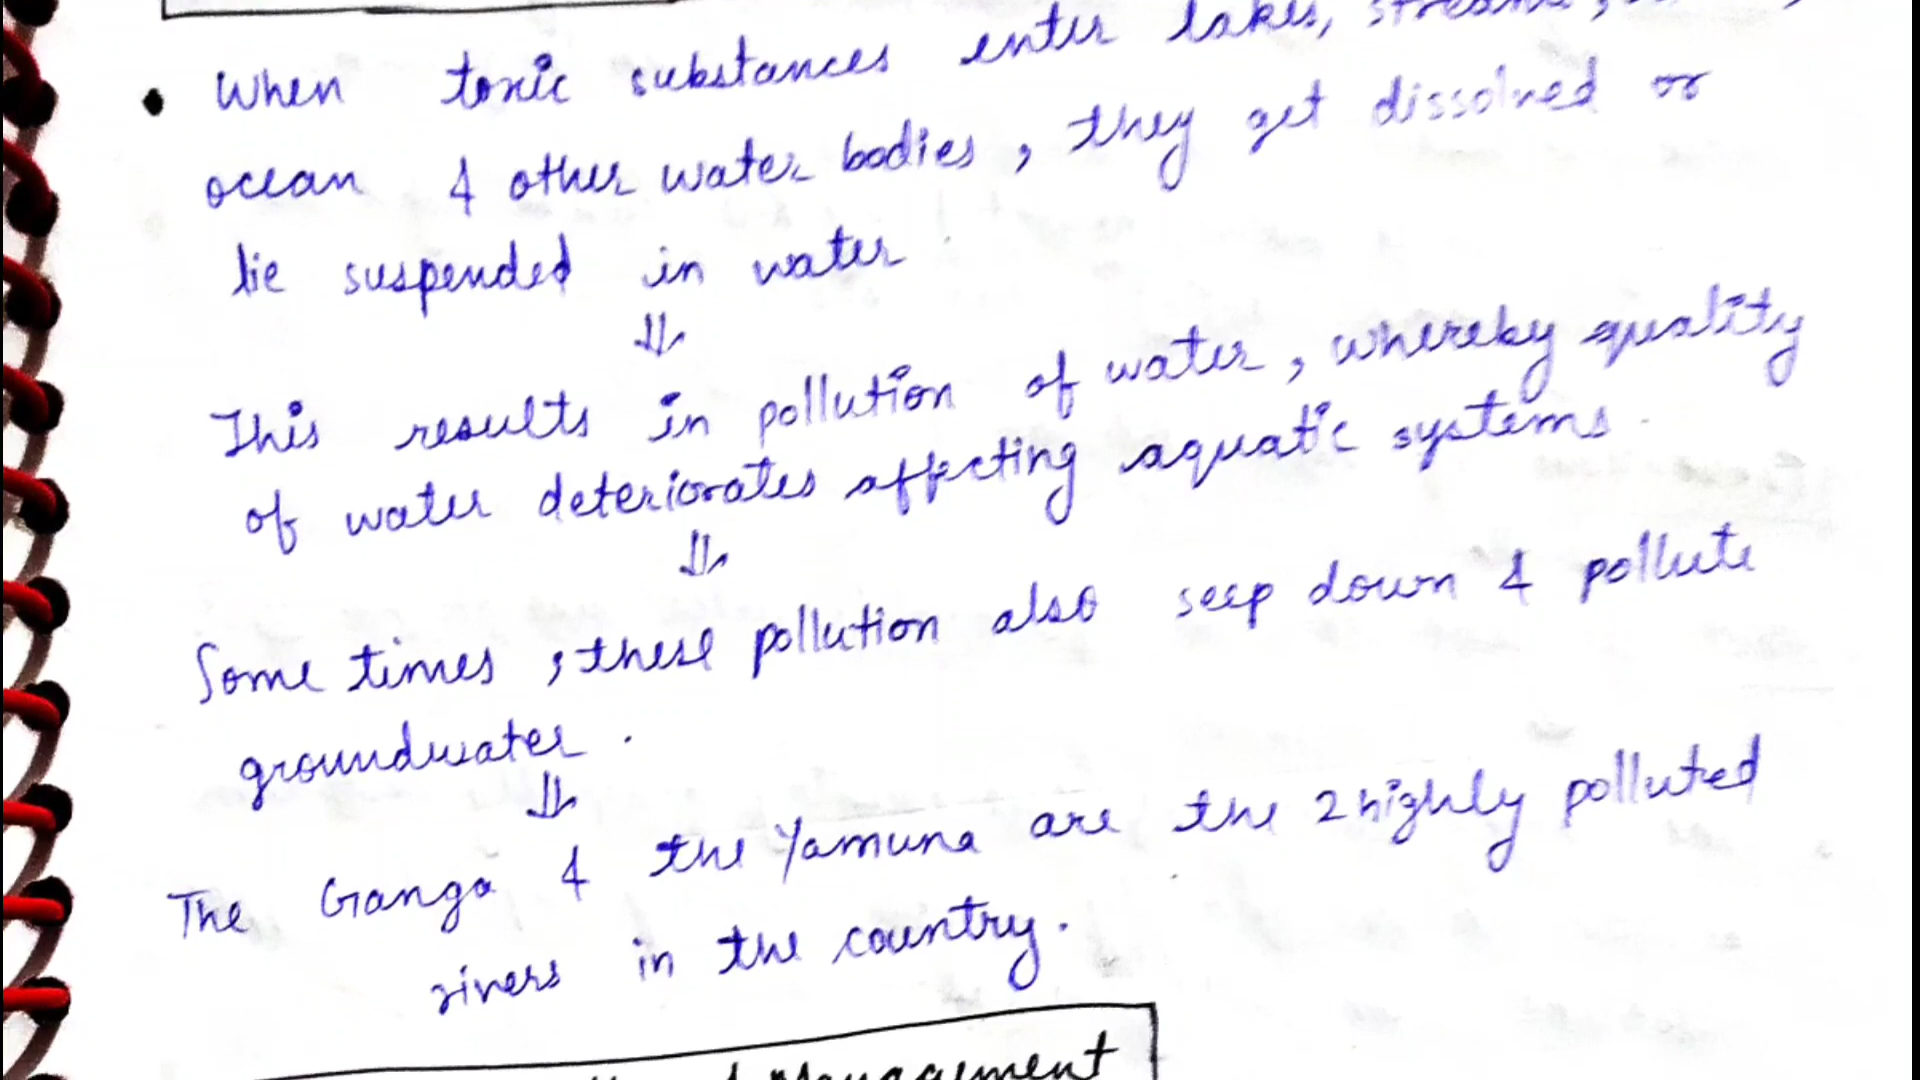 • When toxic substances enter lakes, streams,
ocean & other water bodies, they get dissolved or
lie suspended in water
⇓
This results in pollution of water, whereby quality
of water deteriorates affecting aquatic systems.
⇓
Some times, these pollution also seep down & pollute
groundwater.
⇓
The Ganga & the Yamuna are the 2 highly polluted
rivers in the country.
Management